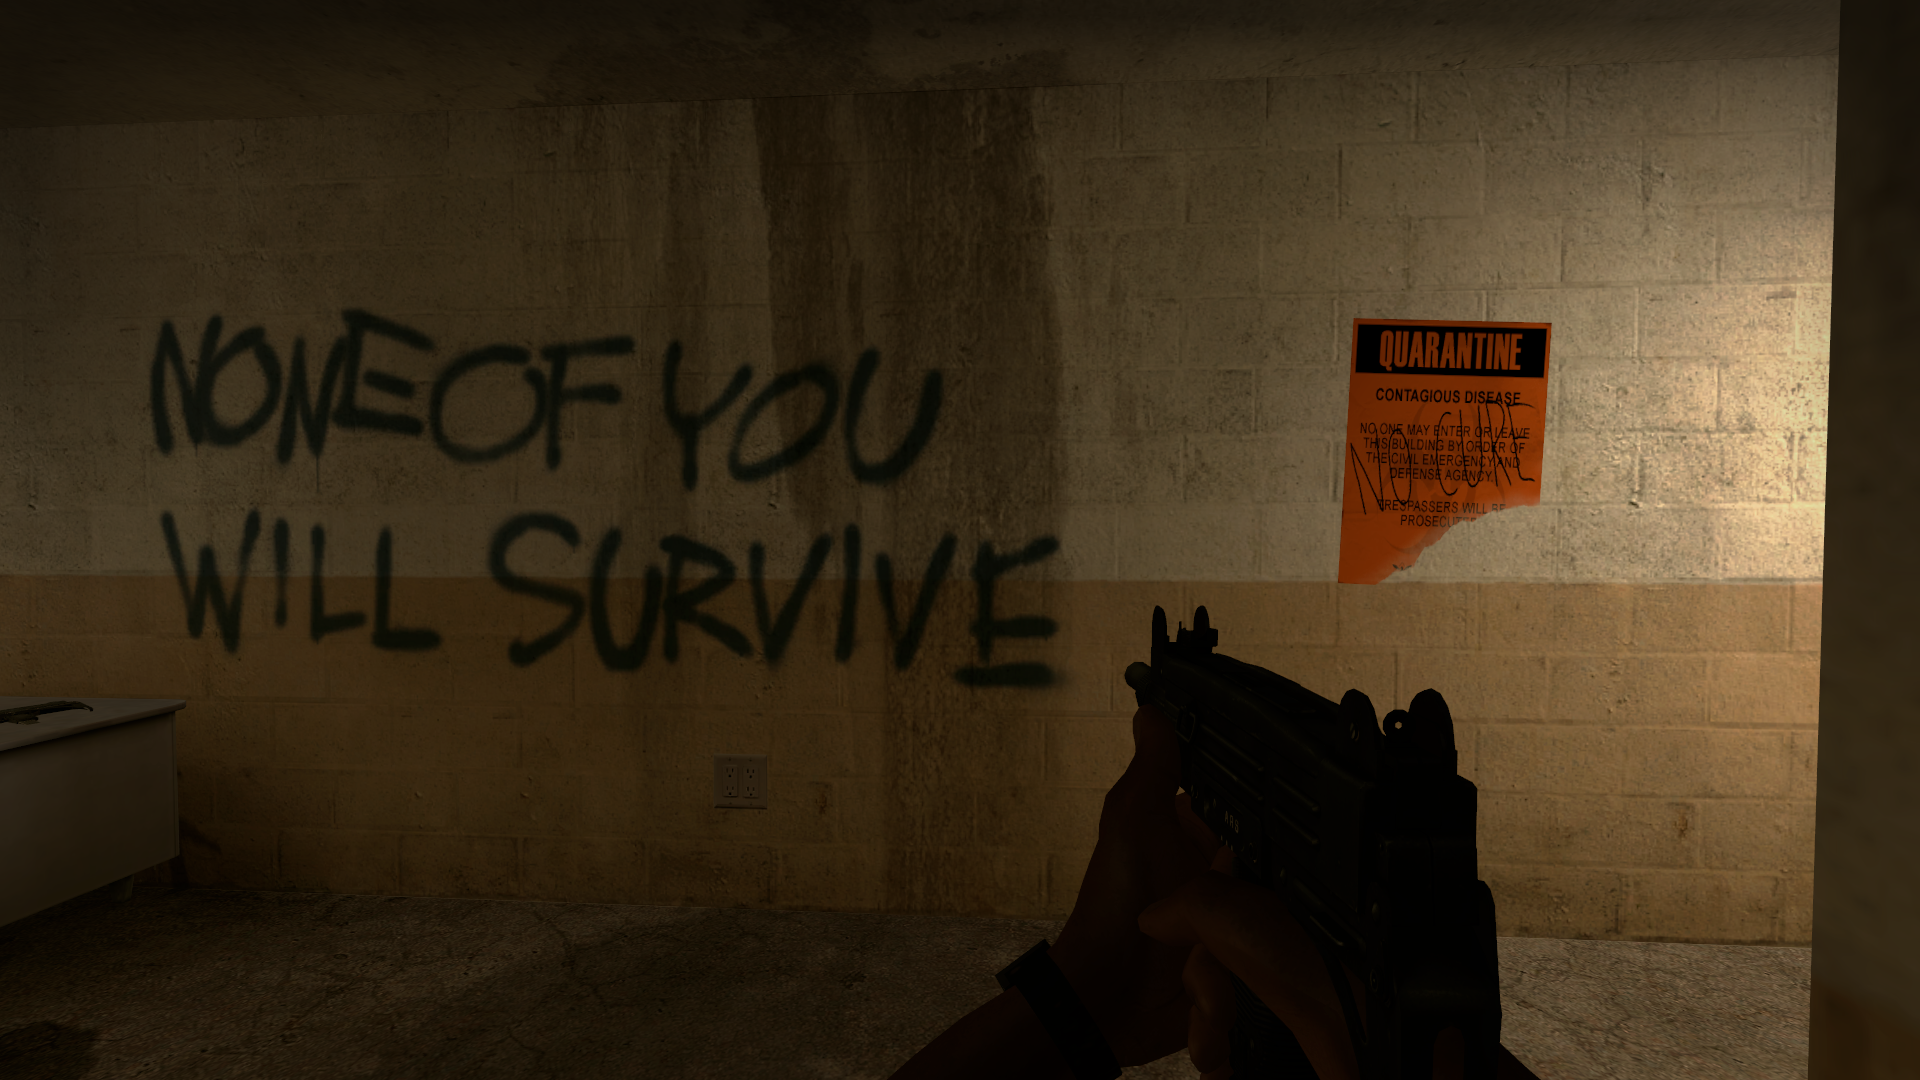 NONE OF YOU
WILL SURVIVE
QUARANTINE
CONTAGIOUS DISEASE
NO ONE MAY ENTER OR LEAVE
THIS BUILDING BY ORDER OF
THE CIVIL EMERGENCY AND
DEFENSE AGENCY.
NO CURE
TRESPASSERS WILL BE